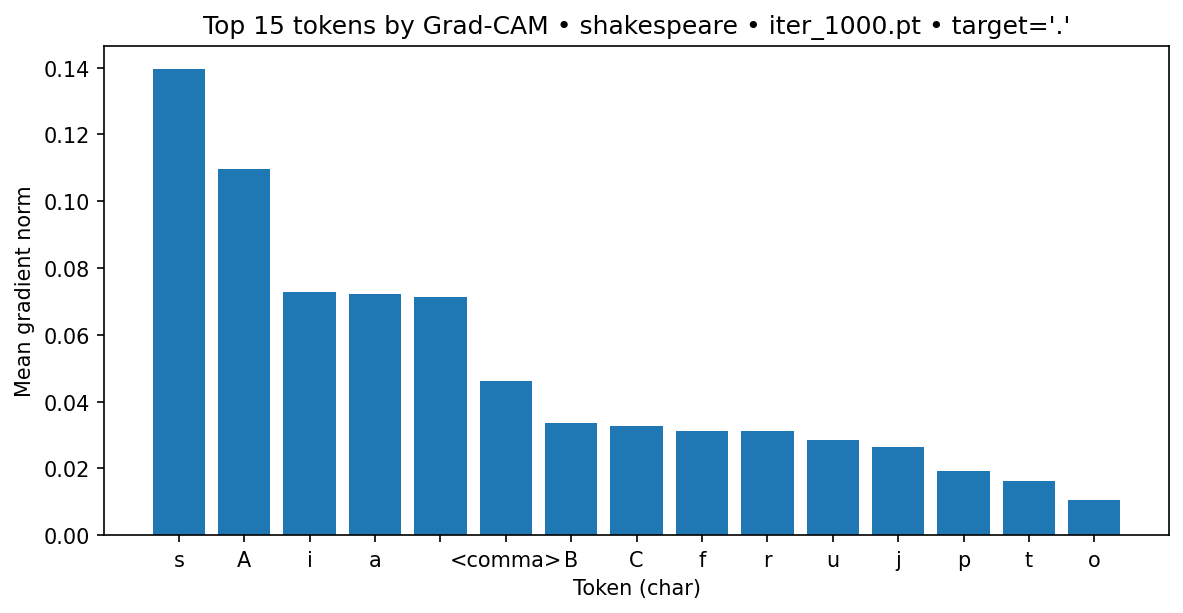 Top 15 tokens by Grad-CAM • shakespeare • iter_1000.pt • target='.'
Mean gradient norm
0.14
0.12
0.10
0.08
0.06
0.04
0.02
0.00
s A i a <comma> B C f r u j p t o
Token (char)